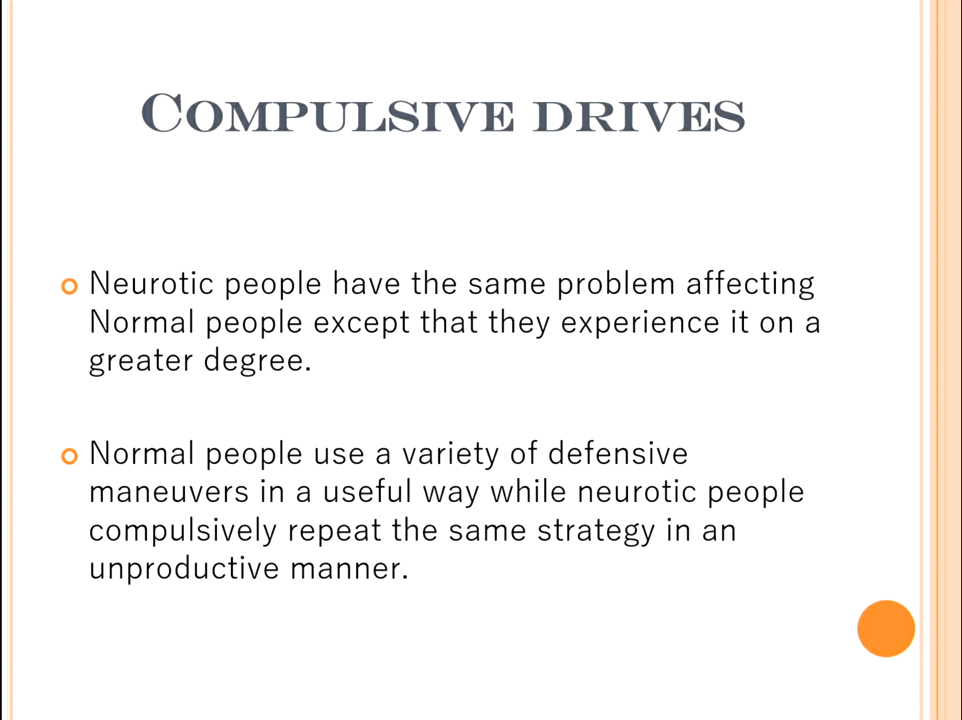 COMPULSIVE DRIVES
Neurotic people have the same problem affecting
Normal people except that they experience it on a
greater degree.
Normal people use a variety of defensive
maneuvers in a useful way while neurotic people
compulsively repeat the same strategy in an
unproductive manner.